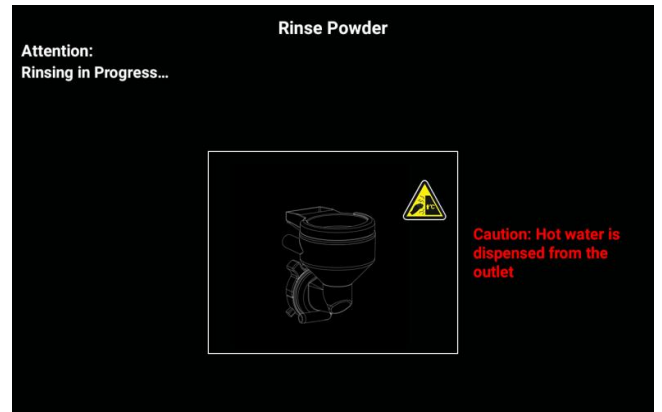 Rinse Powder
Attention:
Rinsing in Progress...
Caution: Hot water is
dispensed from the
outlet